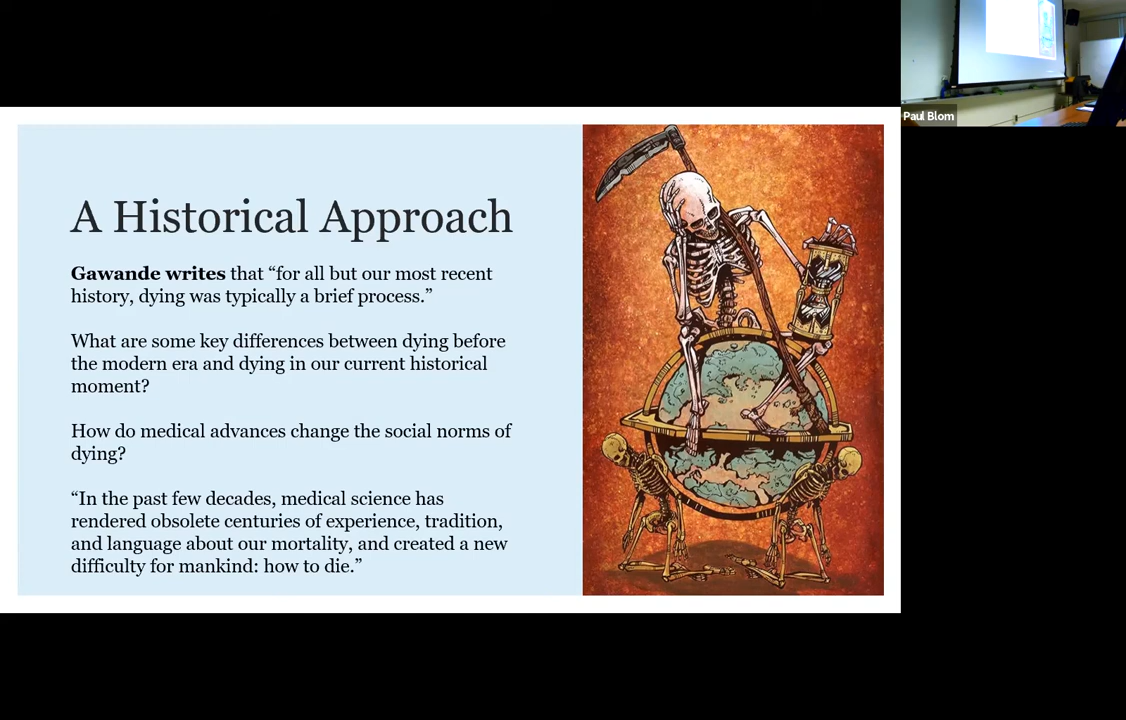 A Historical Approach
Gawande writes that “for all but our most recent
history, dying was typically a brief process.”
What are some key differences between dying before
the modern era and dying in our current historical
moment?
How do medical advances change the social norms of
dying?
“In the past few decades, medical science has
rendered obsolete centuries of experience, tradition,
and language about our mortality, and created a new
difficulty for mankind: how to die.”
Paul Blom